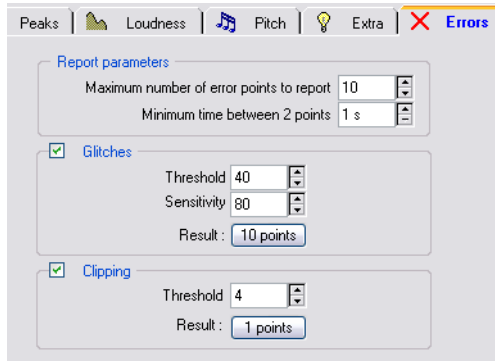 Peaks Loudness Pitch Extra Errors
Report parameters
Maximum number of error points to report 10
Minimum time between 2 points 1 s
Glitches
Threshold 40
Sensitivity 80
Result : 10 points
Clipping
Threshold 4
Result : 1 points